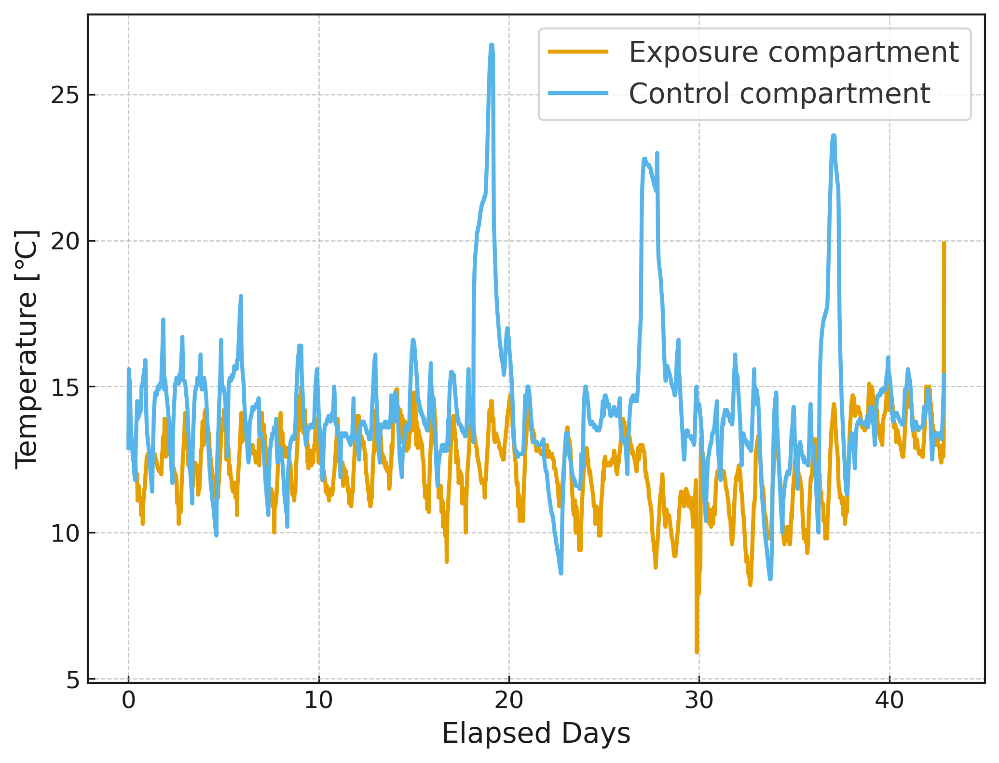 Exposure compartment
Control compartment
Temperature [℃]
25
20
15
10
5
0
10
20
30
40
Elapsed Days